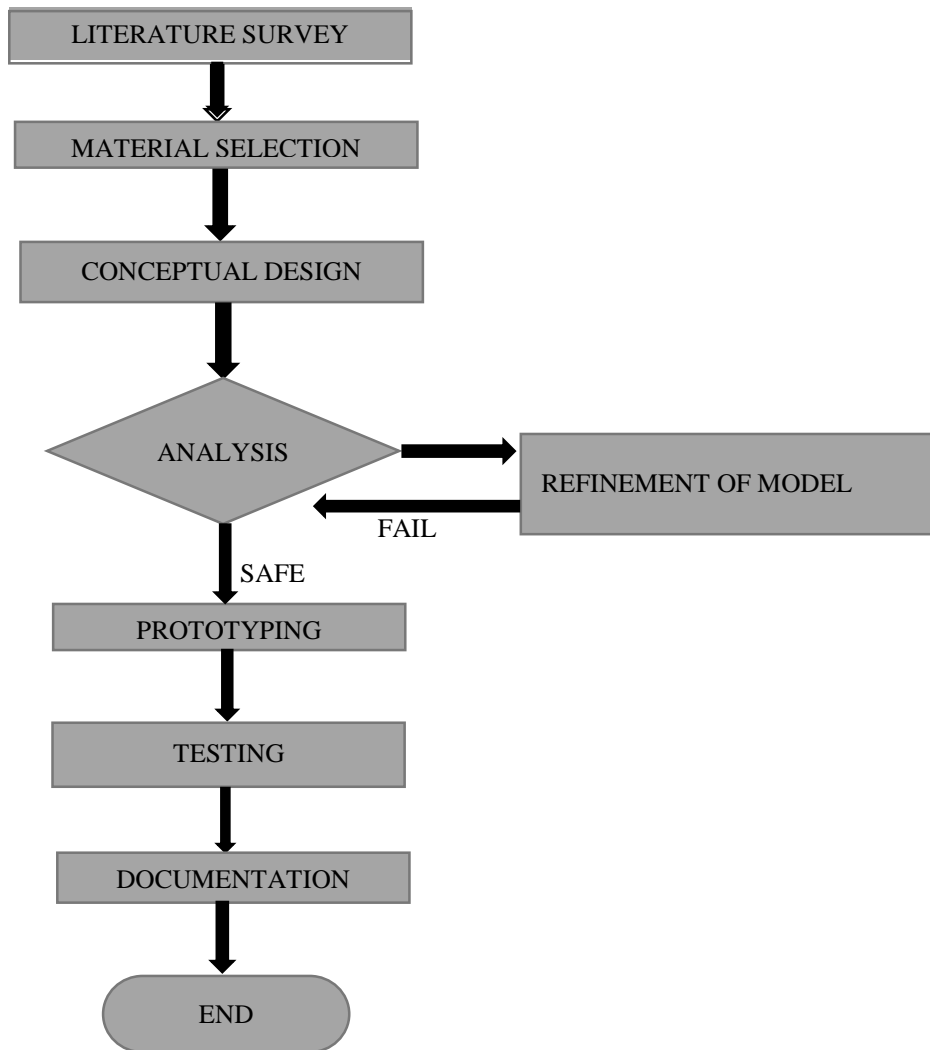 LITERATURE SURVEY
MATERIAL SELECTION
CONCEPTUAL DESIGN
ANALYSIS
REFINEMENT OF MODEL
FAIL
SAFE
PROTOTYPING
TESTING
DOCUMENTATION
END